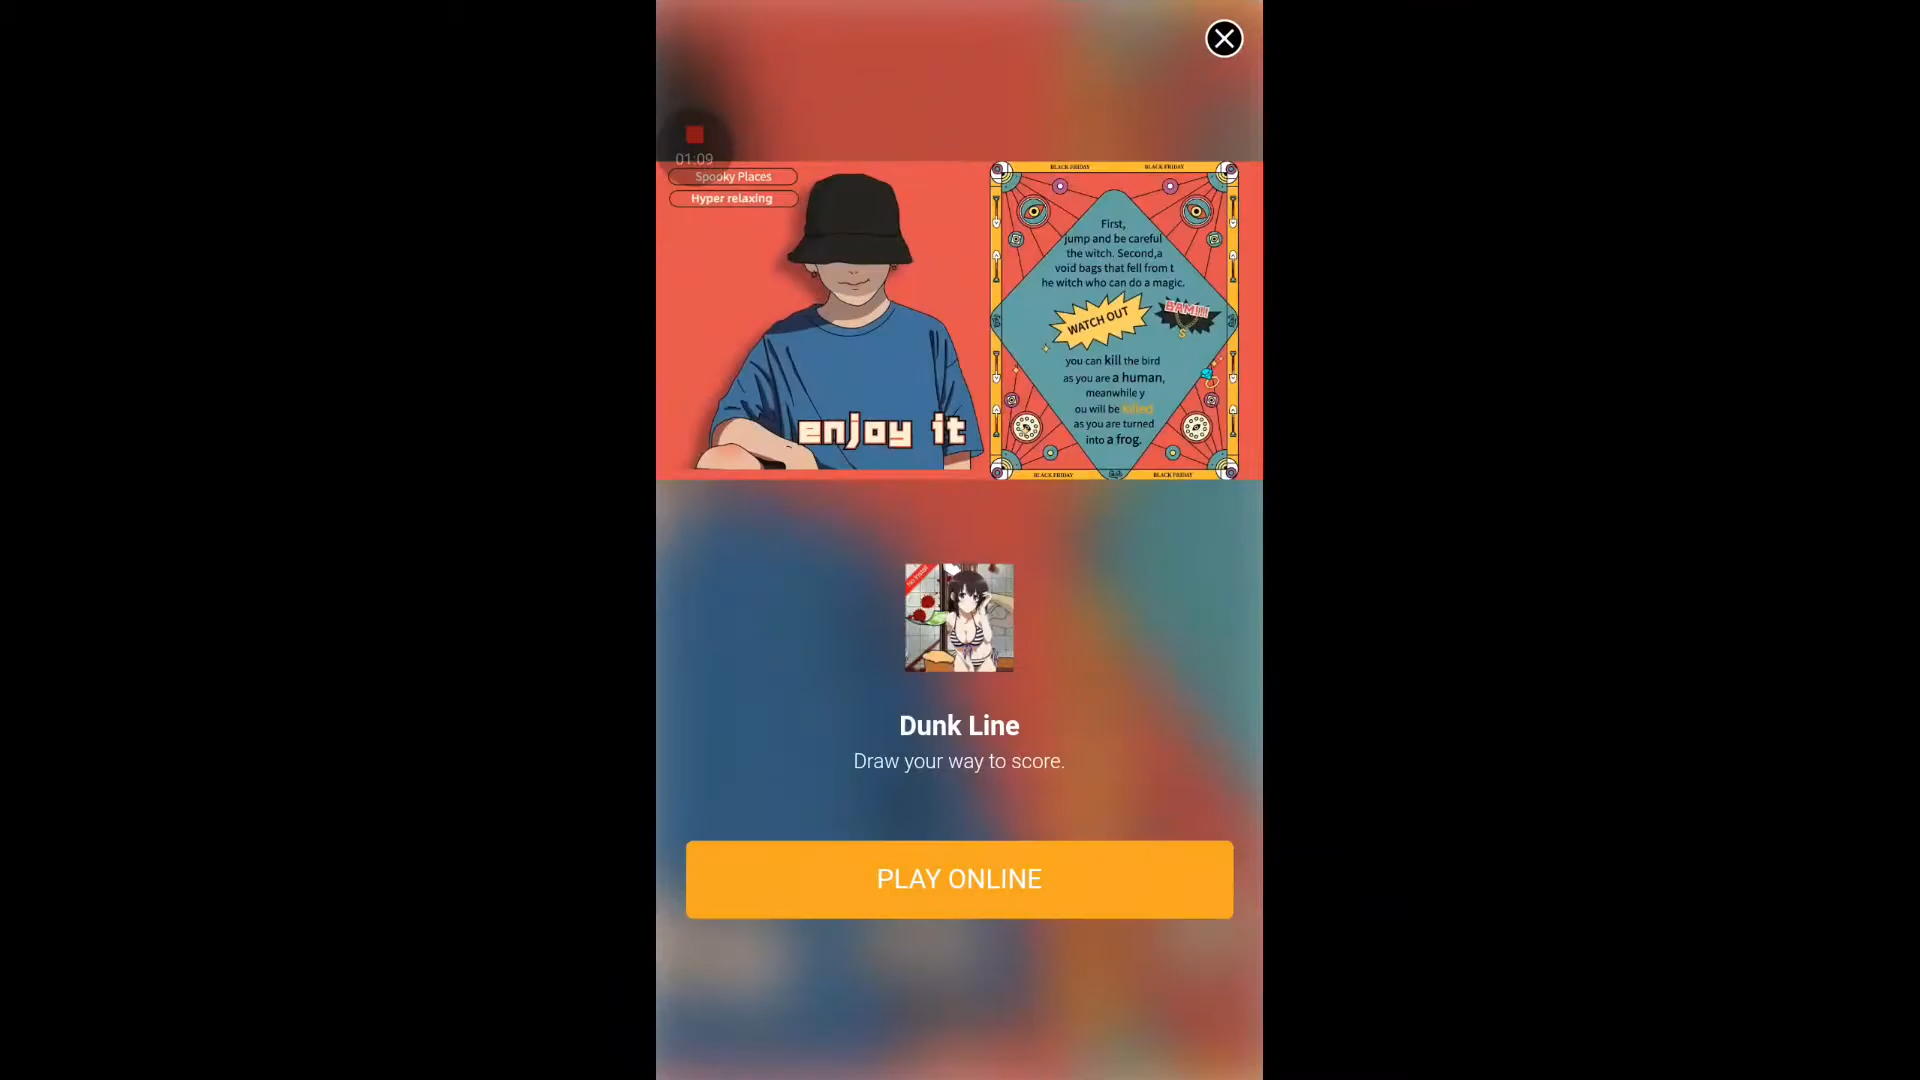 01:09
Spooky Places
Hyper relaxing
enjoy it
BLACK FRIDAY
BLACK FRIDAY
First,
jump and be careful
the witch. Second,a
void bags that fell from t
he witch who can do a magic.
WATCH OUT
BAM!!!
$
you can kill the bird
as you are a human,
meanwhile y
ou will be killed
as you are turned
into a frog.
BLACK FRIDAY
BLACK FRIDAY
No Install
Dunk Line
Draw your way to score.
PLAY ONLINE